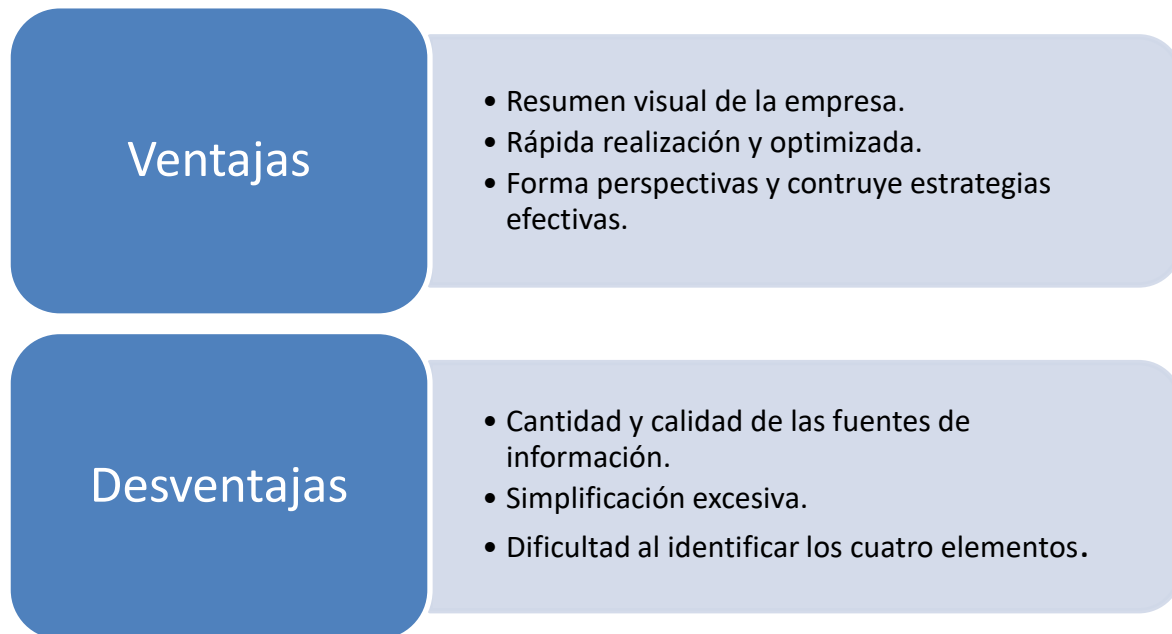 Ventajas
• Resumen visual de la empresa.
• Rápida realización y optimizada.
• Forma perspectivas y contruye estrategias
efectivas.
Desventajas
• Cantidad y calidad de las fuentes de
información.
• Simplificación excesiva.
• Dificultad al identificar los cuatro elementos.